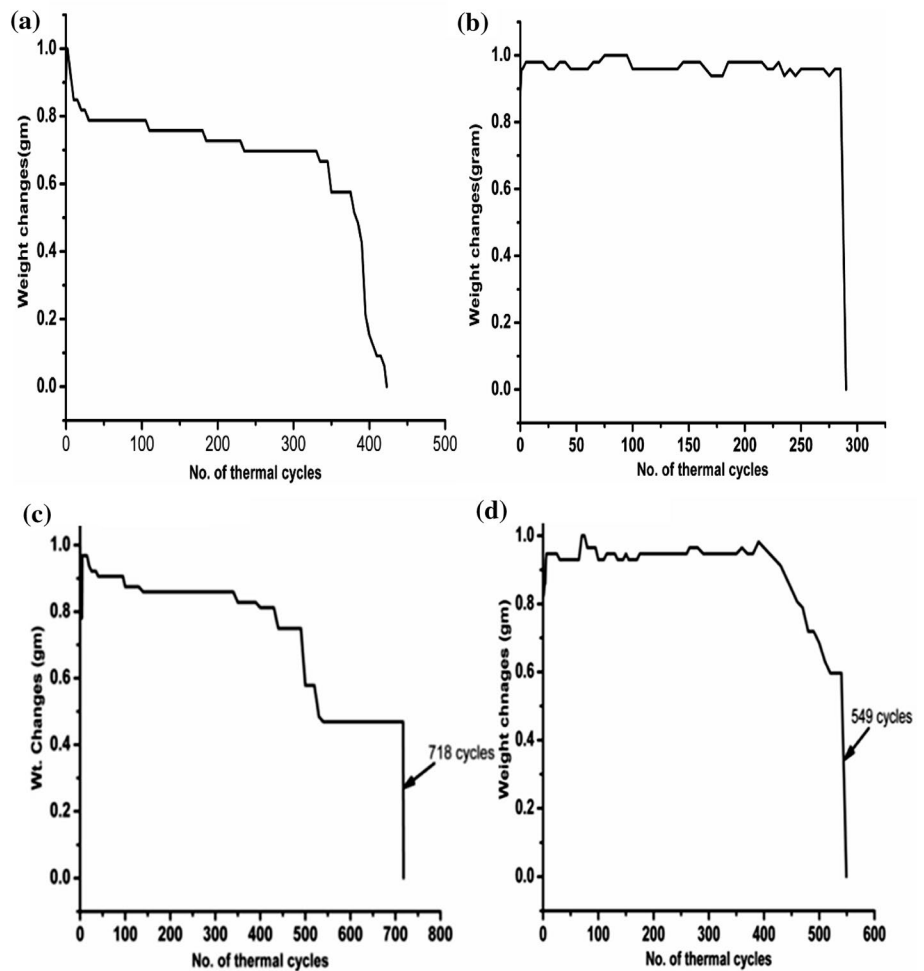 (a)
Weight changes(gm)
1.0
0.8
0.6
0.4
0.2
0.0
0 100 200 300 400 500
No. of thermal cycles
(b)
Weight changes(gram)
1.0
0.8
0.6
0.4
0.2
0.0
0 50 100 150 200 250 300
No. of thermal cycles
(c)
Wt. Changes (gm)
1.0
0.8
0.6
0.4
0.2
0.0
718 cycles
0 100 200 300 400 500 600 700 800
No. of thermal cycles
(d)
Weight chnages (gm)
1.0
0.8
0.6
0.4
0.2
0.0
549 cycles
0 100 200 300 400 500 600
No. of thermal cycles